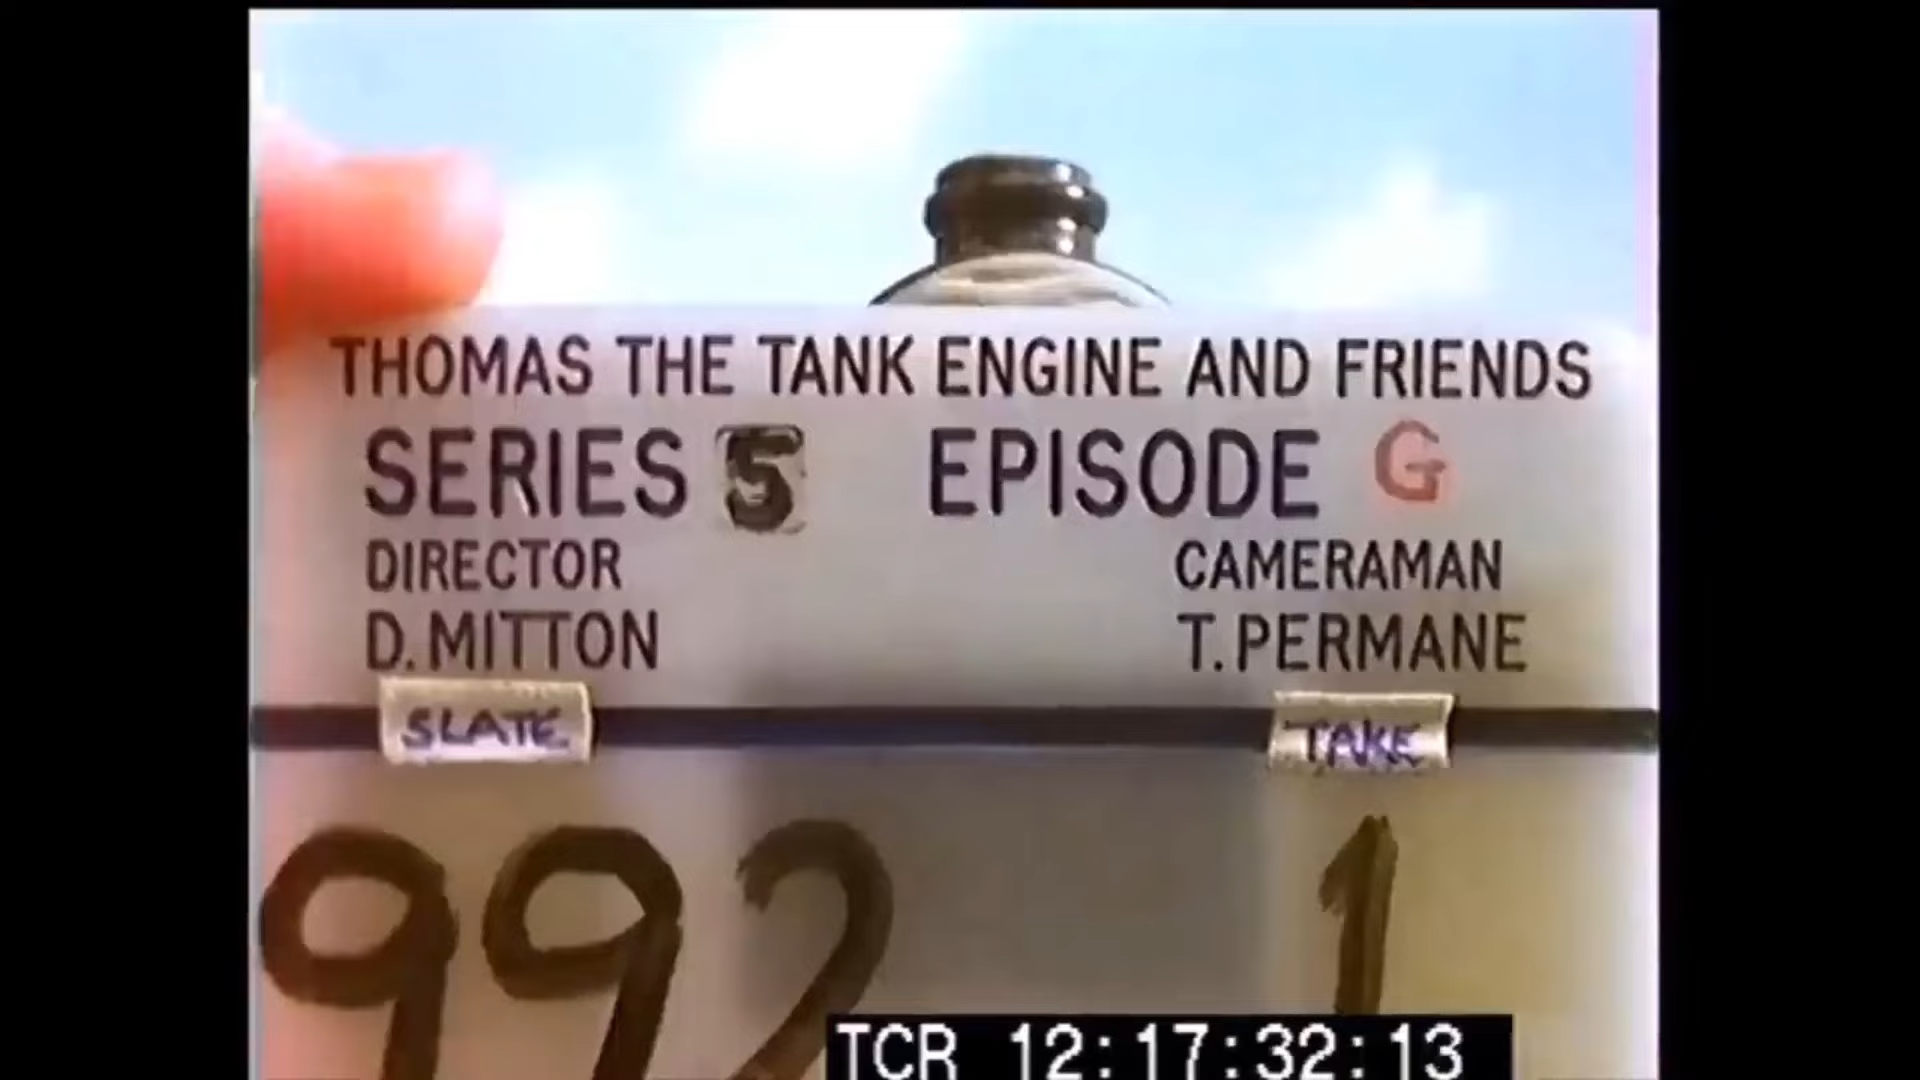 THOMAS THE TANK ENGINE AND FRIENDS
SERIES 5 EPISODE G
DIRECTOR CAMERAMAN
D. MITTON T. PERMANE
SLATE TAKE
992 1
TCR 12:17:32:13